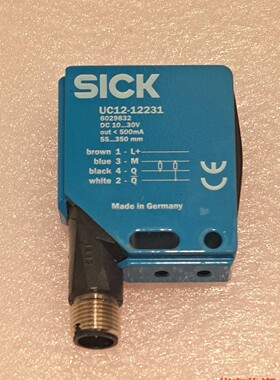 SICK
UC12-12231
6029832
DC 10...30V
out < 500mA
55...350 mm
brown 1 - L+
blue 3 - M
black 4 - Q
white 2 - Q̅
CE
Made in Germany